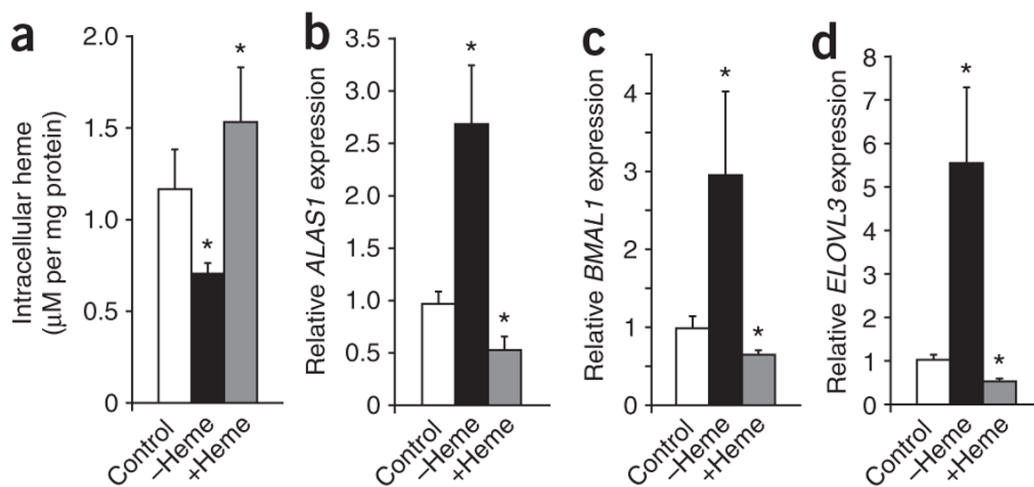 a
2.0
1.5
1.0
0.5
0
Intracellular heme
(µM per mg protein)
*
*
Control
–Heme
+Heme
b
3.5
3.0
2.5
2.0
1.5
1.0
0.5
0
Relative ALAS1 expression
*
*
Control
–Heme
+Heme
c
4
3
2
1
0
Relative BMAL1 expression
*
*
Control
–Heme
+Heme
d
8
7
6
5
4
3
2
1
0
Relative ELOVL3 expression
*
*
Control
–Heme
+Heme